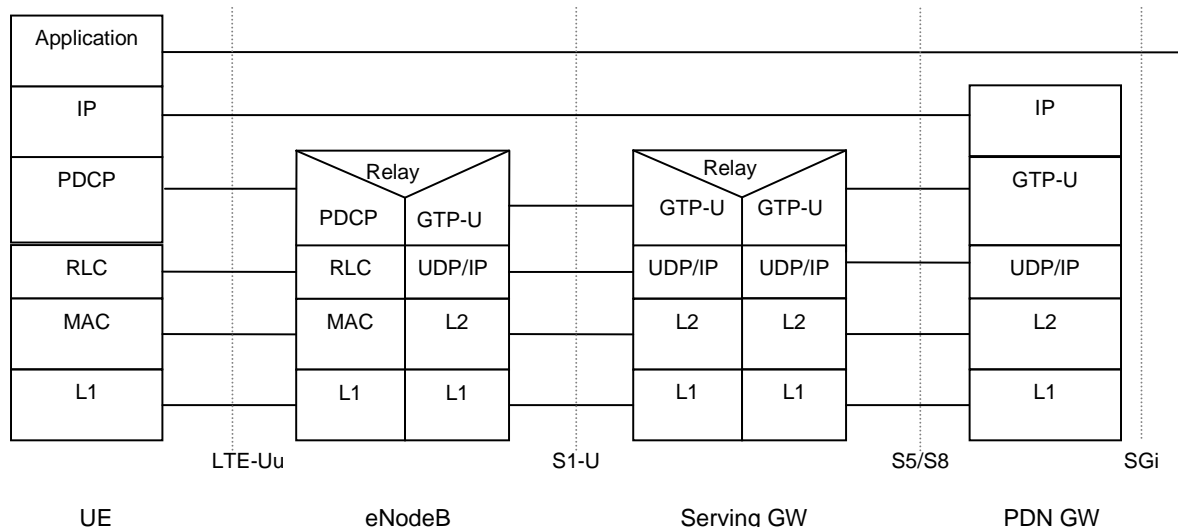 Application
IP IP
Relay Relay
PDCP GTP-U
PDCP GTP-U GTP-U GTP-U
RLC RLC UDP/IP UDP/IP UDP/IP UDP/IP
MAC MAC L2 L2 L2 L2
L1 L1 L1 L1 L1 L1
LTE-Uu S1-U S5/S8 SGi
UE eNodeB Serving GW PDN GW